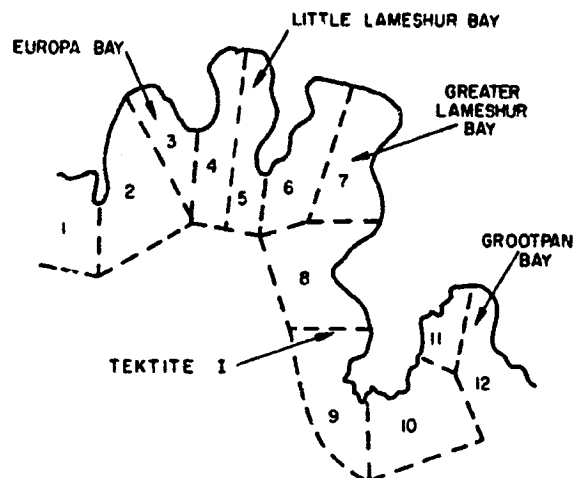 LITTLE LAMESHUR BAY
EUROPA BAY
GREATER
LAMESHUR
BAY
3
4
2
5
6
7
1
GROOTPAN
BAY
8
11
TEKTITE I
12
9
10